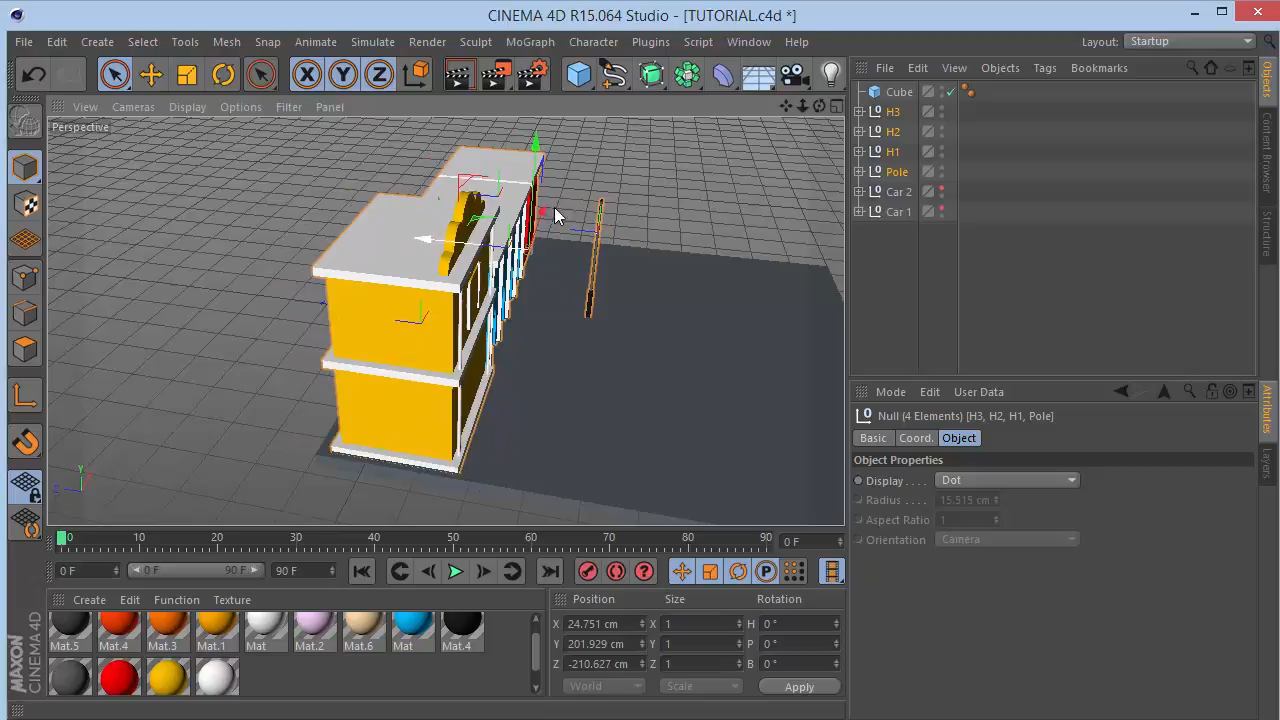 CINEMA 4D R15.064 Studio - [TUTORIAL.c4d *]
File Edit Create Select Tools Mesh Snap Animate Simulate Render Sculpt MoGraph Character Plugins Script Window Help
Layout: Startup
File Edit View Objects Tags Bookmarks
View Cameras Display Options Filter Panel
Perspective
Cube
H3
H2
H1
Pole
Car 2
Car 1
Objects
Content Browser
Structure
Mode Edit User Data
Null (4 Elements) [H3, H2, H1, Pole]
Basic Coord. Object
Object Properties
Display . . . . Dot
Radius . . . . 15.515 cm
Aspect Ratio 1
Orientation Camera
Attributes
Layers
X Y Z
Y
Z
0 10 20 30 40 50 60 70 80 90 0 F
0 F 0 F 90 F 90 F
Create Edit Function Texture
Mat.5 Mat.4 Mat.3 Mat.1 Mat Mat.2 Mat.6 Mat Mat.4
MAXON CINEMA 4D
Position Size Rotation
X 24.751 cm X 1 H 0 °
Y 201.929 cm Y 1 P 0 °
Z -210.627 cm Z 1 B 0 °
World Scale Apply